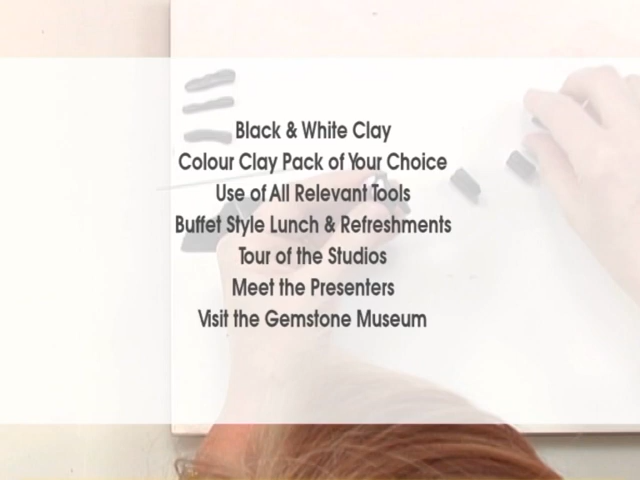 Black & White Clay
Colour Clay Pack of Your Choice
Use of All Relevant Tools
Buffet Style Lunch & Refreshments
Tour of the Studios
Meet the Presenters
Visit the Gemstone Museum